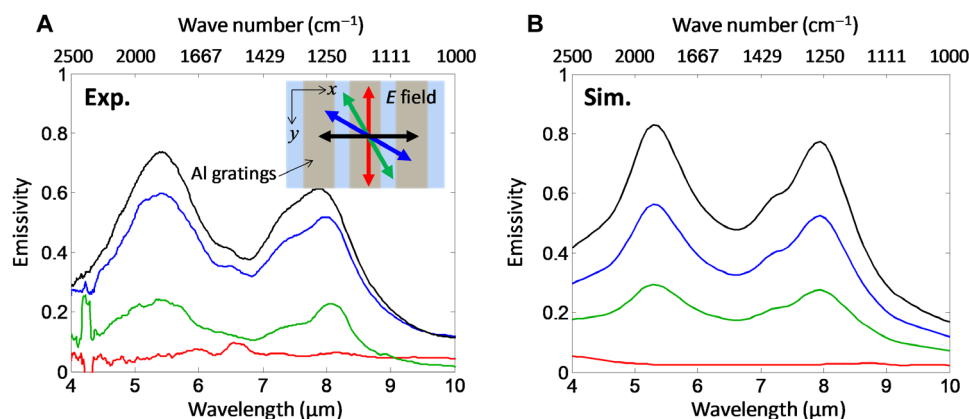 A
Wave number (cm⁻¹)
2500 2000 1667 1429 1250 1111 1000
1
0.8
0.6
0.4
0.2
0
Emissivity
Exp.
x
y
E field
Al gratings
4 5 6 7 8 9 10
Wavelength (µm)
B
Wave number (cm⁻¹)
2500 2000 1667 1429 1250 1111 1000
1
0.8
0.6
0.4
0.2
0
Emissivity
Sim.
4 5 6 7 8 9 10
Wavelength (µm)